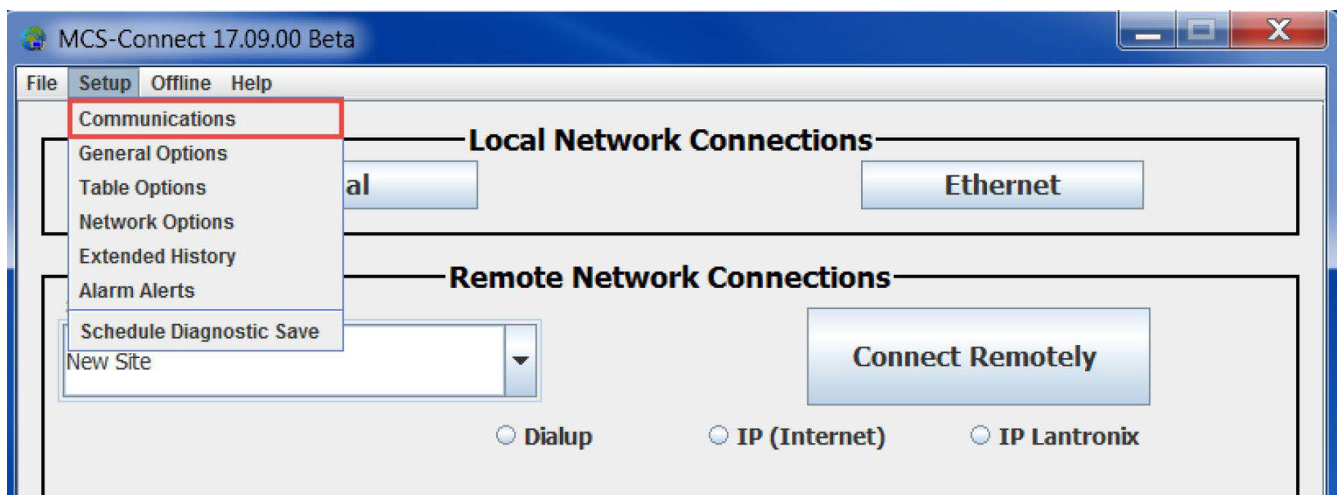 MCS-Connect 17.09.00 Beta
X
File Setup Offline Help
Communications
General Options
Table Options
Network Options
Extended History
Alarm Alerts
Schedule Diagnostic Save
Local Network Connections
al
Ethernet
Remote Network Connections
New Site
Connect Remotely
Dialup
IP (Internet)
IP Lantronix